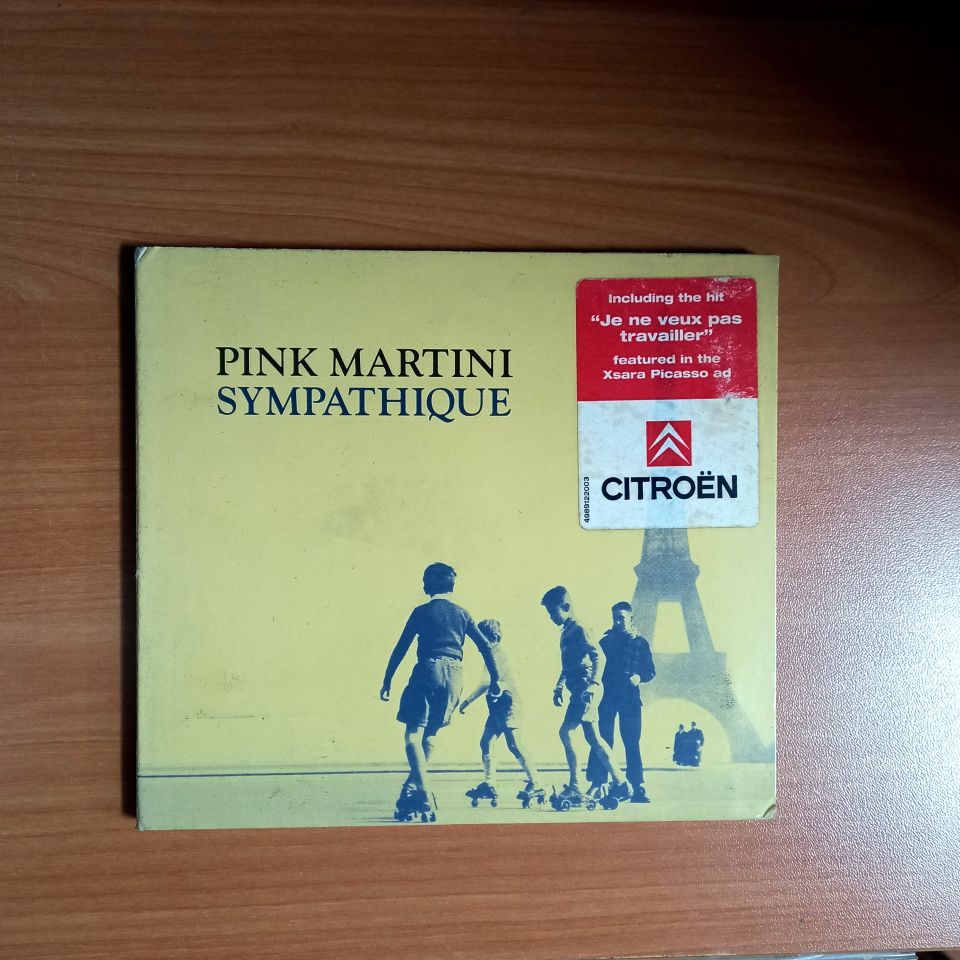 PINK MARTINI
SYMPATHIQUE
Including the hit
“Je ne veux pas
travailler”
featured in the
Xsara Picasso ad
CITROËN
4989122003